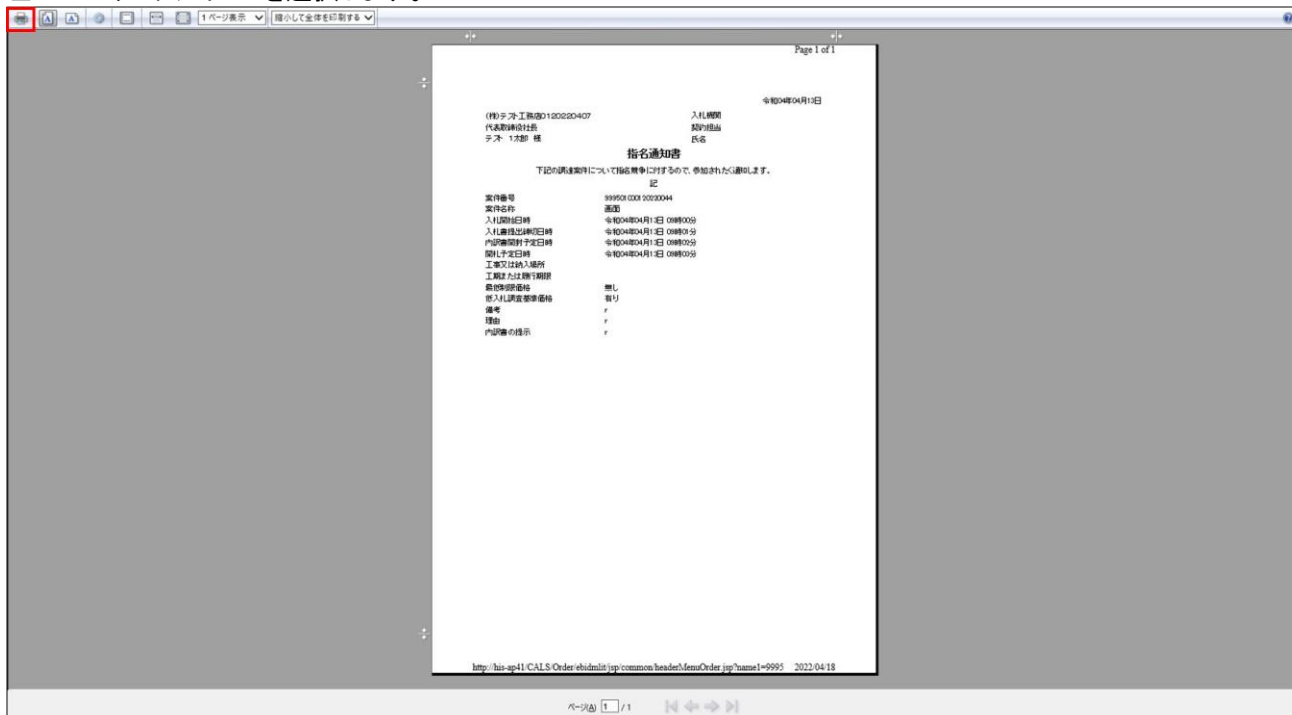 1 ページ表示
縮小して全体を印刷する
Page 1 of 1
令和04年04月13日
(株)テスト工務店0120220407
入札機関
代表取締役社長
契約担当
テスト 1太郎 様
氏名
指名通知書
下記の調達案件について指名競争に付するので、参加されたく通知します。
記
案件番号
案件名称 画面
入札開始日時 令和04年04月13日 09時00分
入札書提出締切日時 令和04年04月13日 09時01分
内訳書開封予定日時 令和04年04月13日 09時02分
開札予定日時 令和04年04月13日 09時03分
工事又は納入場所
工期または履行期限
最低制限価格 無し
低入札調査基準価格 有り
備考 r
理由 r
内訳書の提示 r
http://his-ap41/CALS/Order/ebidmlit/jsp/common/headerMenuOrder.jsp?name1=9995 2022/04/18
ページ(A) 1 / 1